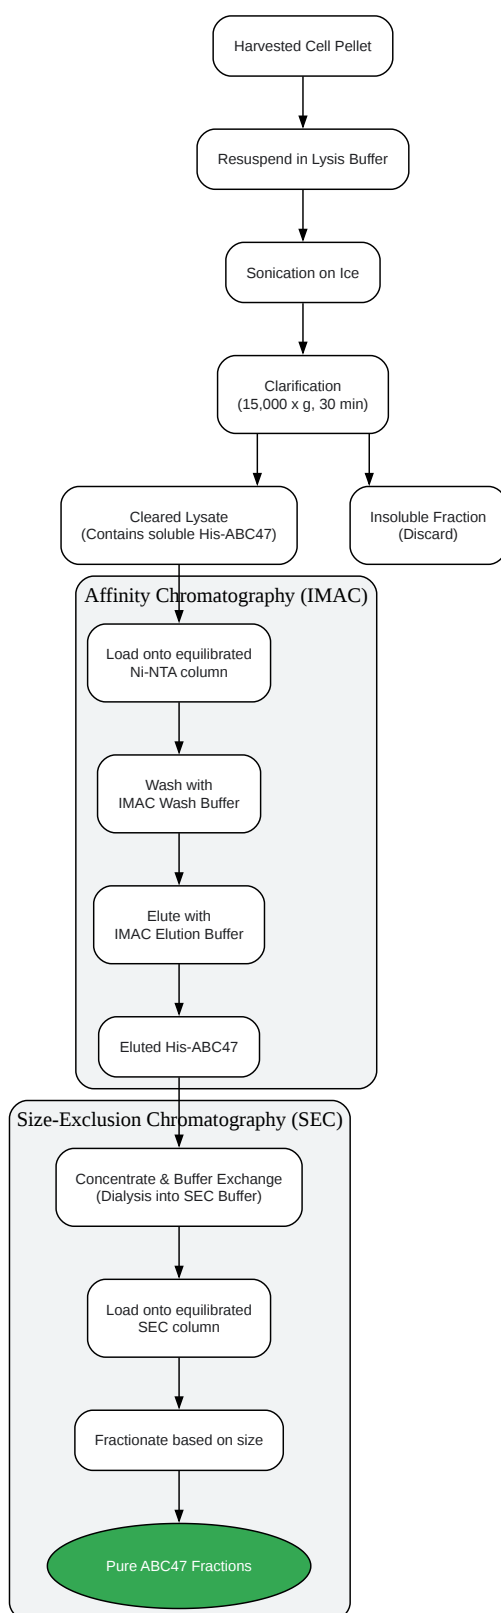 Harvested Cell Pellet
Resuspend in Lysis Buffer
Sonication on Ice
Clarification
(15,000 x g, 30 min)
Cleared Lysate
(Contains soluble His-ABC47)
Insoluble Fraction
(Discard)
Affinity Chromatography (IMAC)
Load onto equilibrated
Ni-NTA column
Wash with
IMAC Wash Buffer
Elute with
IMAC Elution Buffer
Eluted His-ABC47
Size-Exclusion Chromatography (SEC)
Concentrate & Buffer Exchange
(Dialysis into SEC Buffer)
Load onto equilibrated
SEC column
Fractionate based on size
Pure ABC47 Fractions